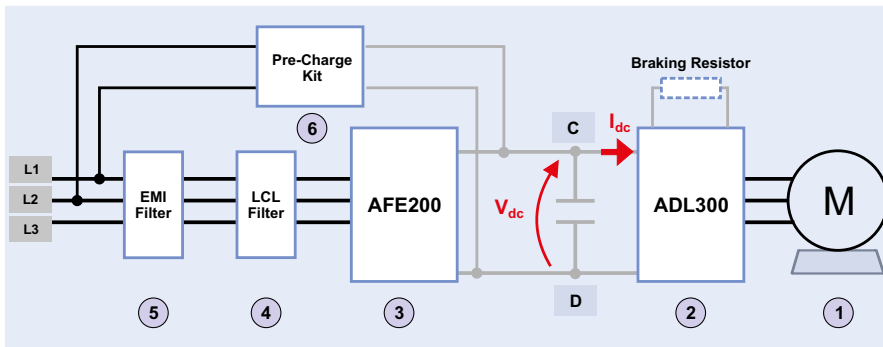 Pre-Charge
Kit
Braking Resistor
6
C
Idc
L1
L2
L3
EMI
Filter
LCL
Filter
AFE200
Vdc
ADL300
M
D
5
4
3
2
1